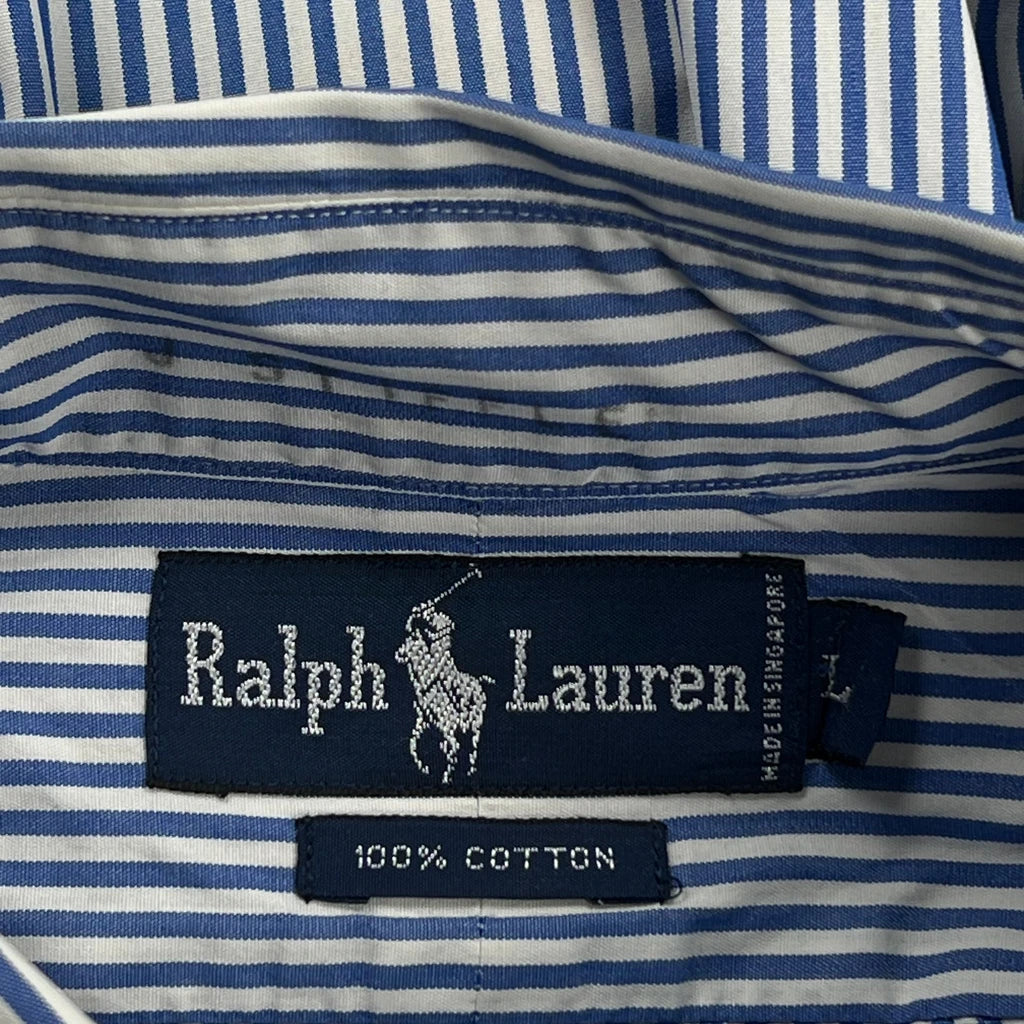 Ralph Lauren
MADE IN SINGAPORE
L
100% COTTON